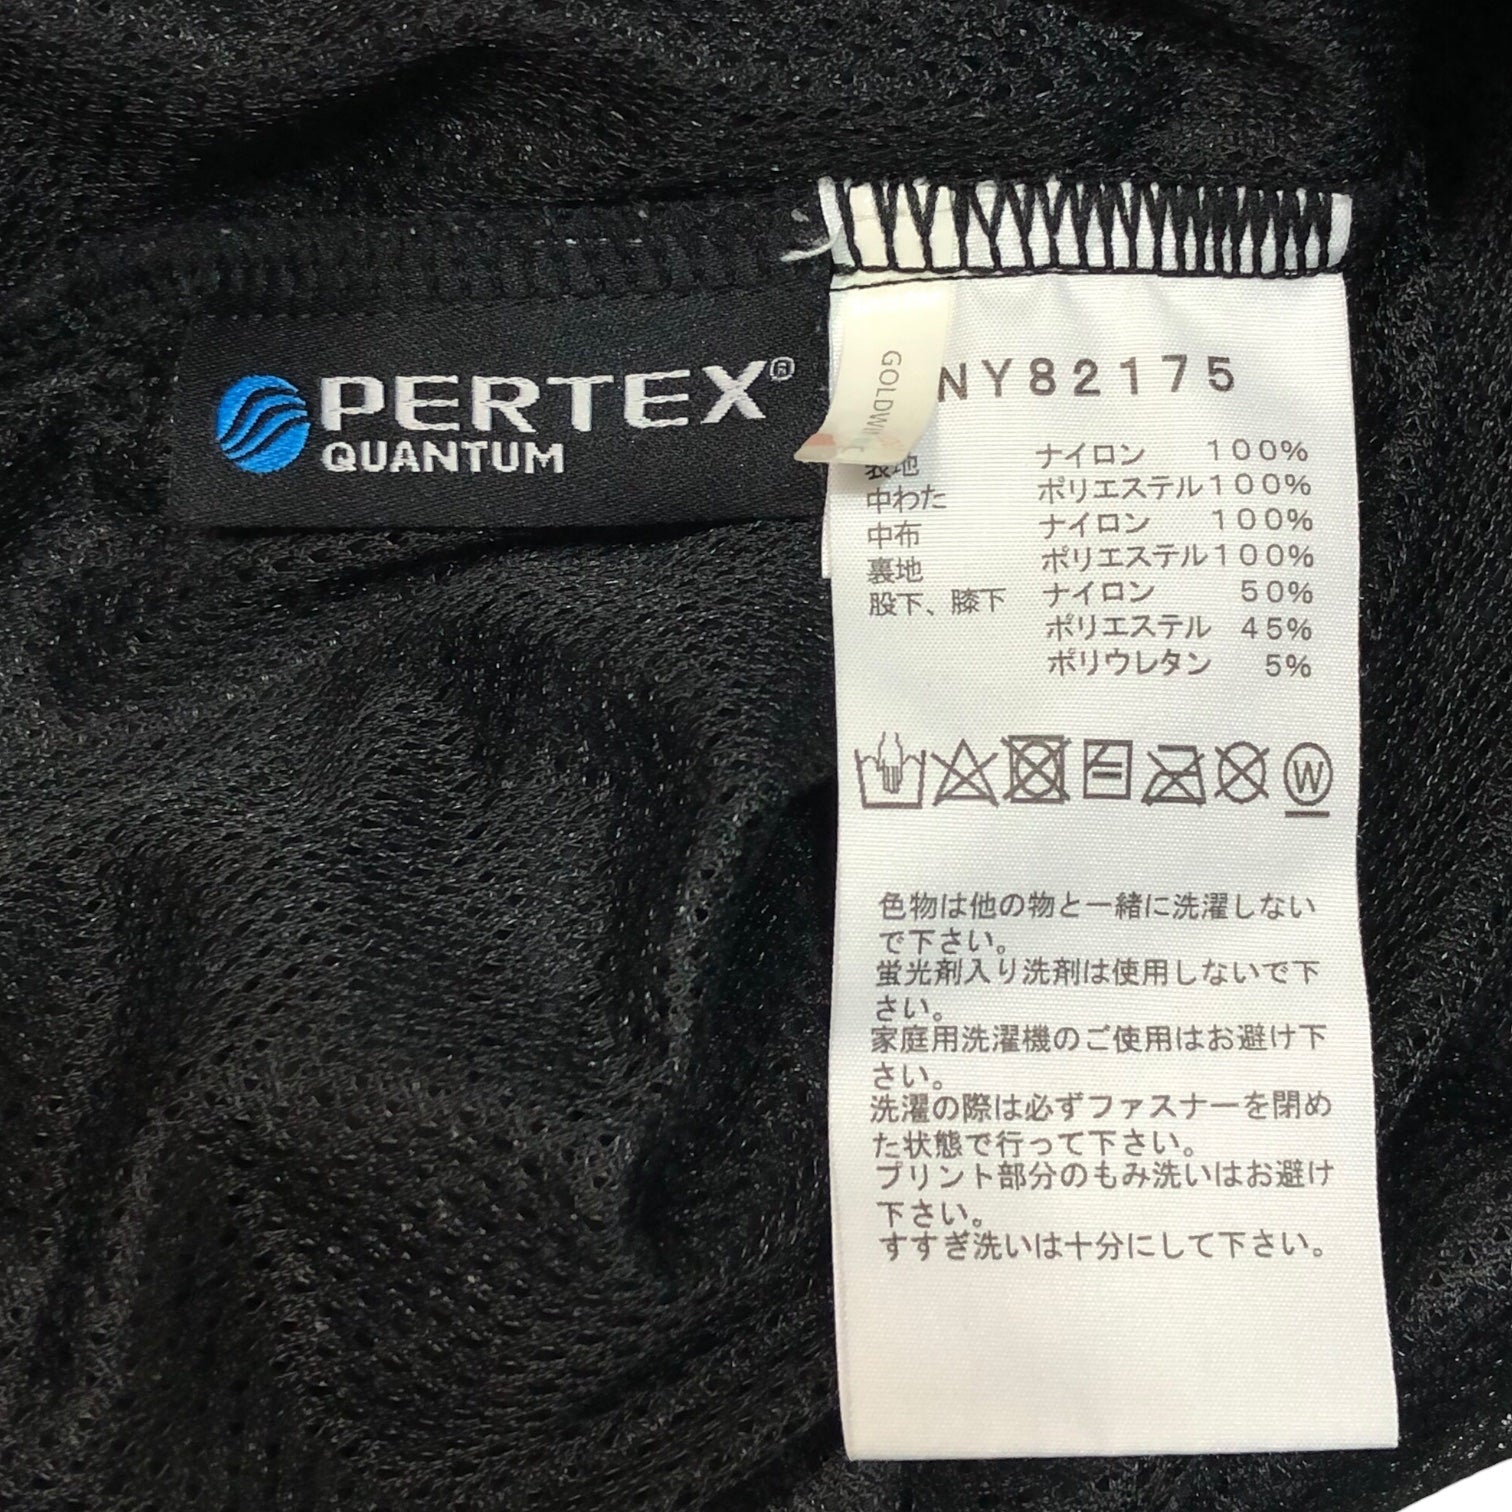 PERTEX®
QUANTUM
GOLDWI
NY82175
表地 ナイロン 100%
中わた ポリエステル100%
中布 ナイロン 100%
裏地 ポリエステル100%
股下、膝下 ナイロン 50%
ポリエステル 45%
ポリウレタン 5%
W
色物は他の物と一緒に洗濯しない
で下さい。
蛍光剤入り洗剤は使用しないで下
さい。
家庭用洗濯機のご使用はお避け下
さい。
洗濯の際は必ずファスナーを閉め
た状態で行って下さい。
プリント部分のもみ洗いはお避け
下さい。
すすぎ洗いは十分にして下さい。